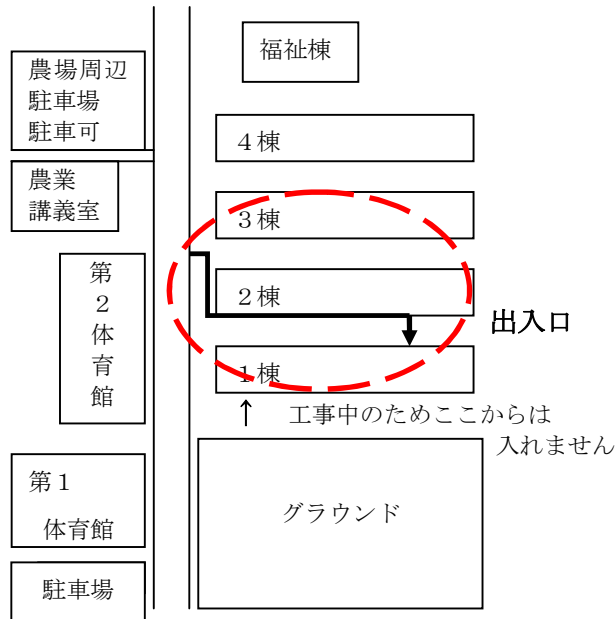 福祉棟
農場周辺
駐車場
駐車可
４棟
農業
講義室
３棟
第２体育館
２棟
出入口
１棟
↑　工事中のためここからは
入れません
第１
体育館
グラウンド
駐車場